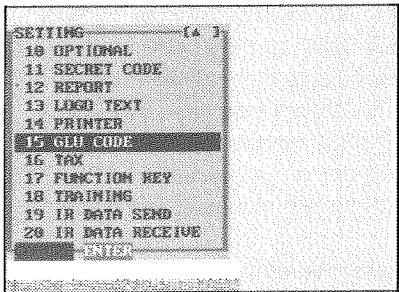 SETTING [▲ ]
10 OPTIONAL
11 SECRET CODE
12 REPORT
13 LOGO TEXT
14 PRINTER
15 GLU CODE
16 TAX
17 FUNCTION KEY
18 TRAINING
19 IR DATA SEND
20 IR DATA RECEIVE
ENTER